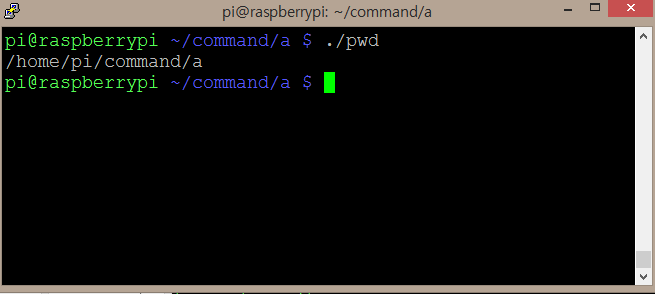 pi@raspberrypi: ~/command/a
pi@raspberrypi ~/command/a $ ./pwd
/home/pi/command/a
pi@raspberrypi ~/command/a $